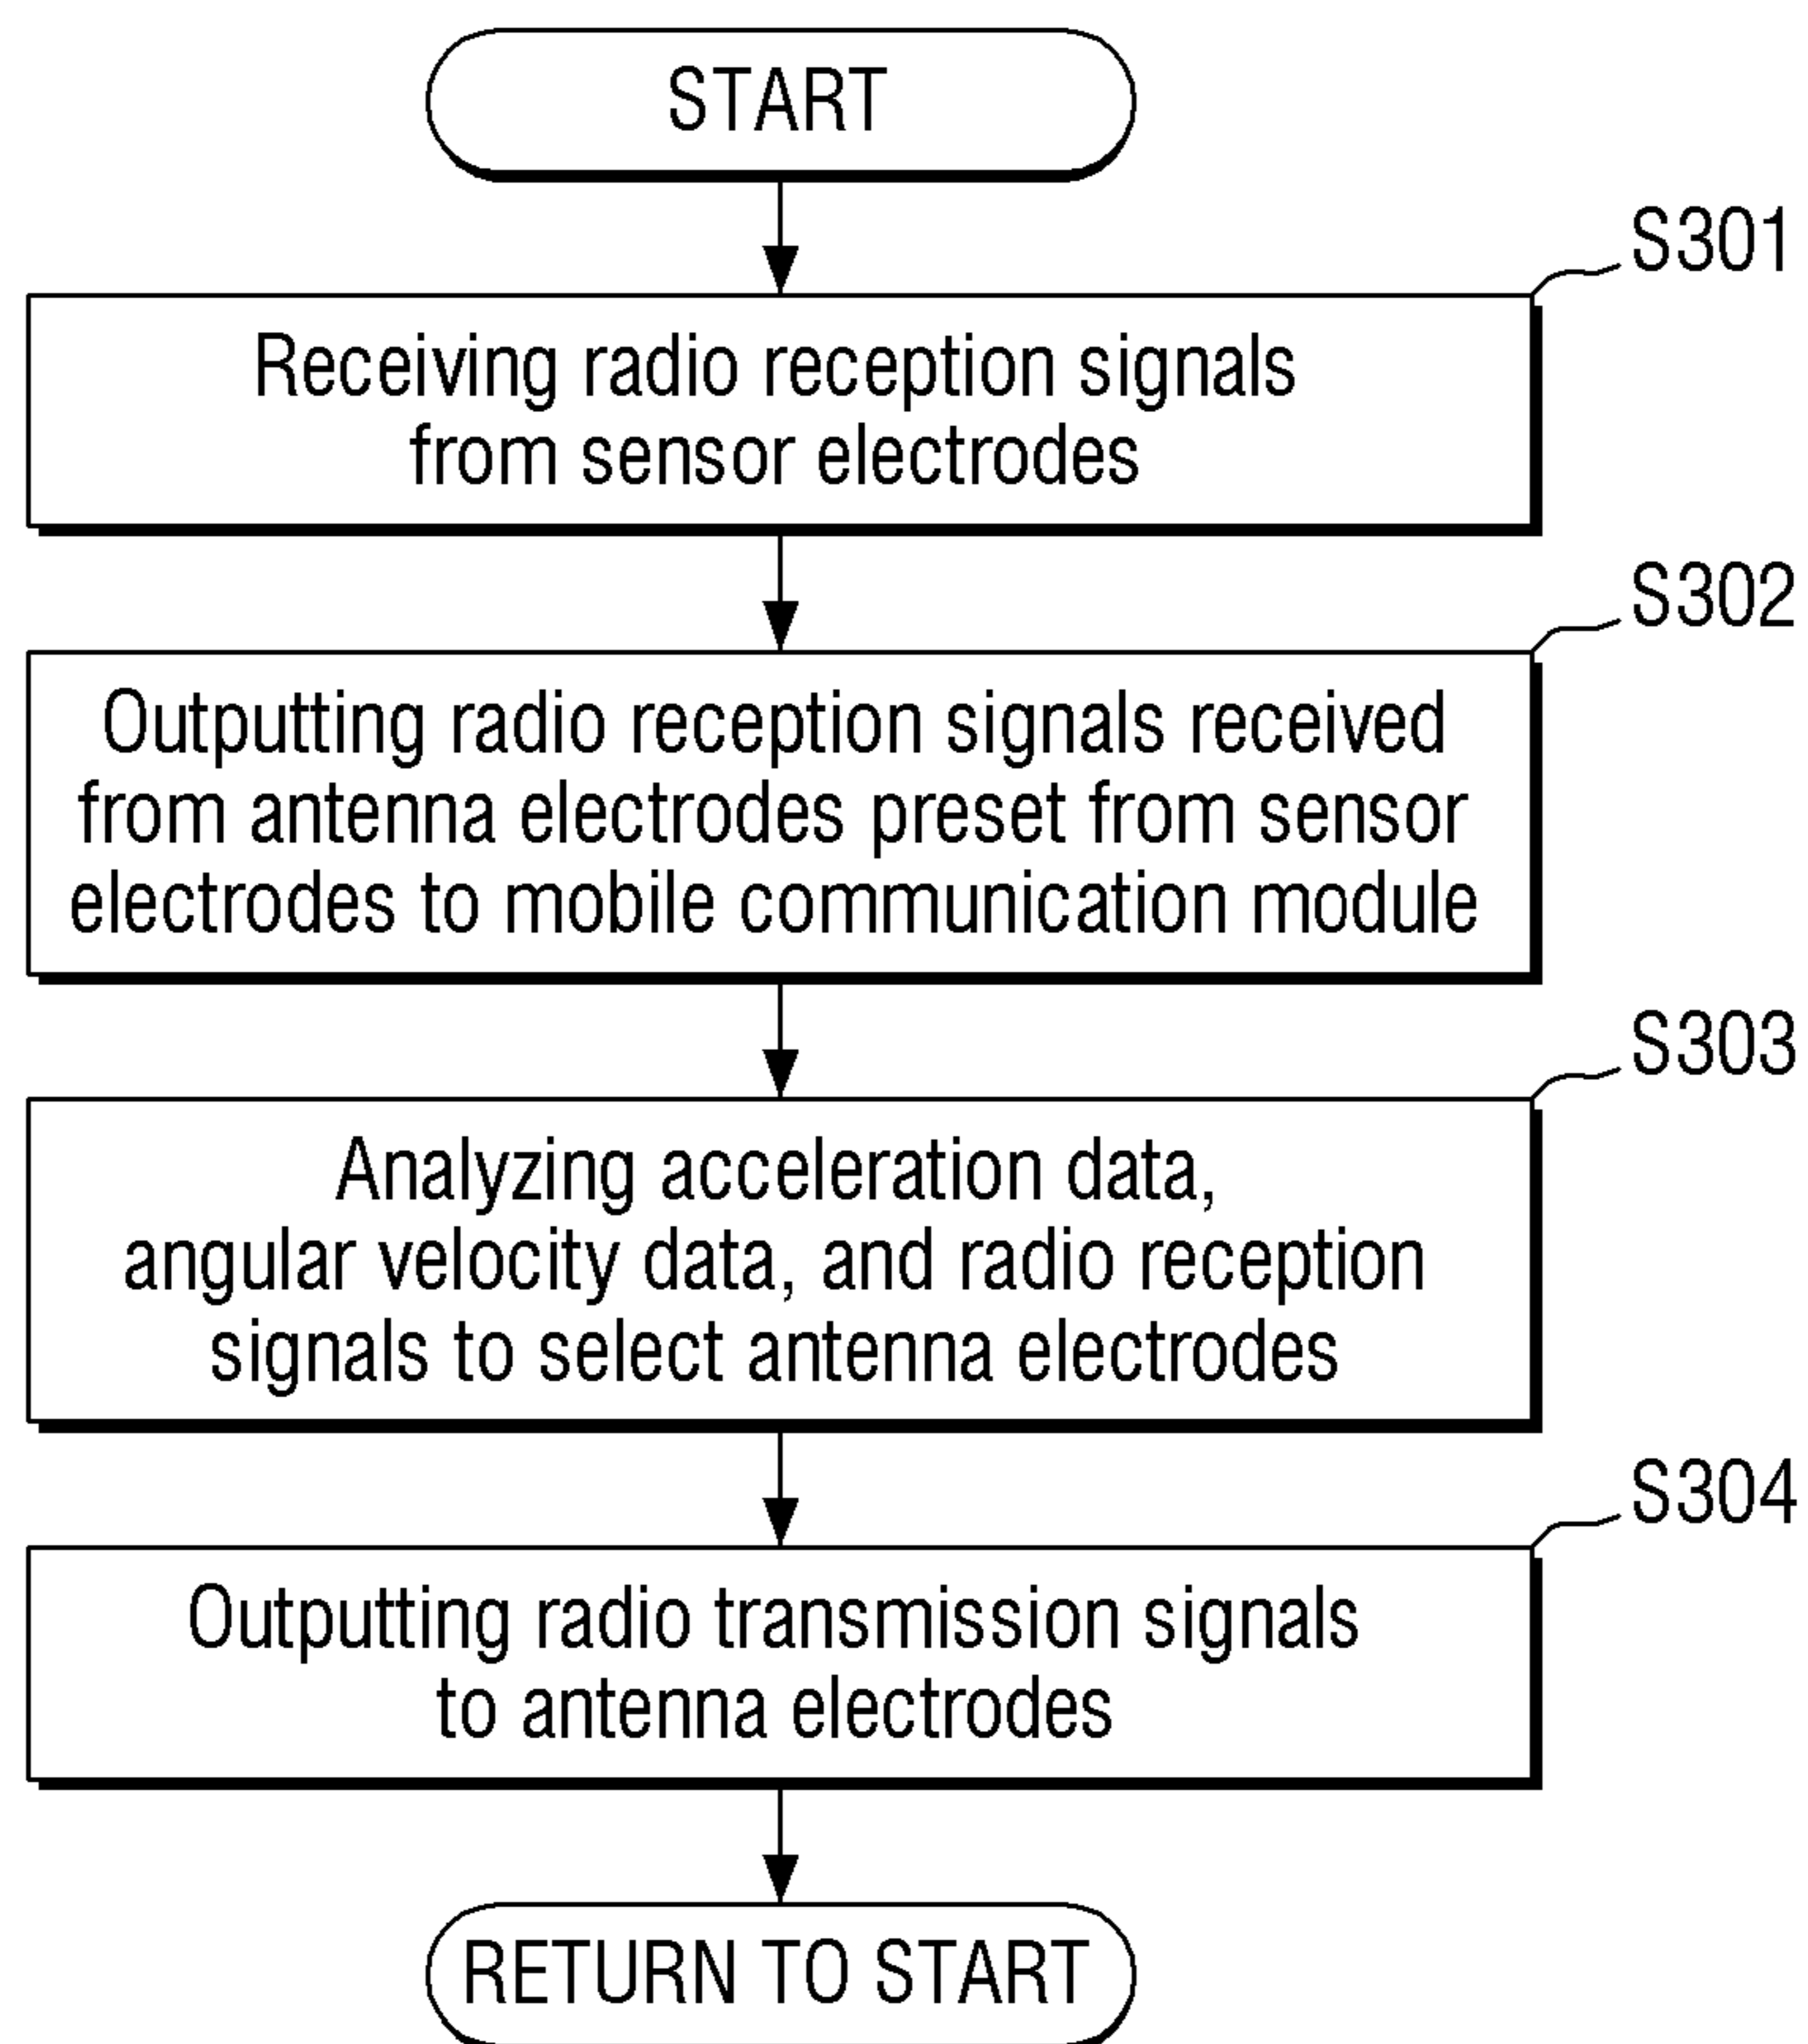 START
S301
Receiving radio reception signals
from sensor electrodes
S302
Outputting radio reception signals received
from antenna electrodes preset from sensor
electrodes to mobile communication module
S303
Analyzing acceleration data,
angular velocity data, and radio reception
signals to select antenna electrodes
S304
Outputting radio transmission signals
to antenna electrodes
RETURN TO START